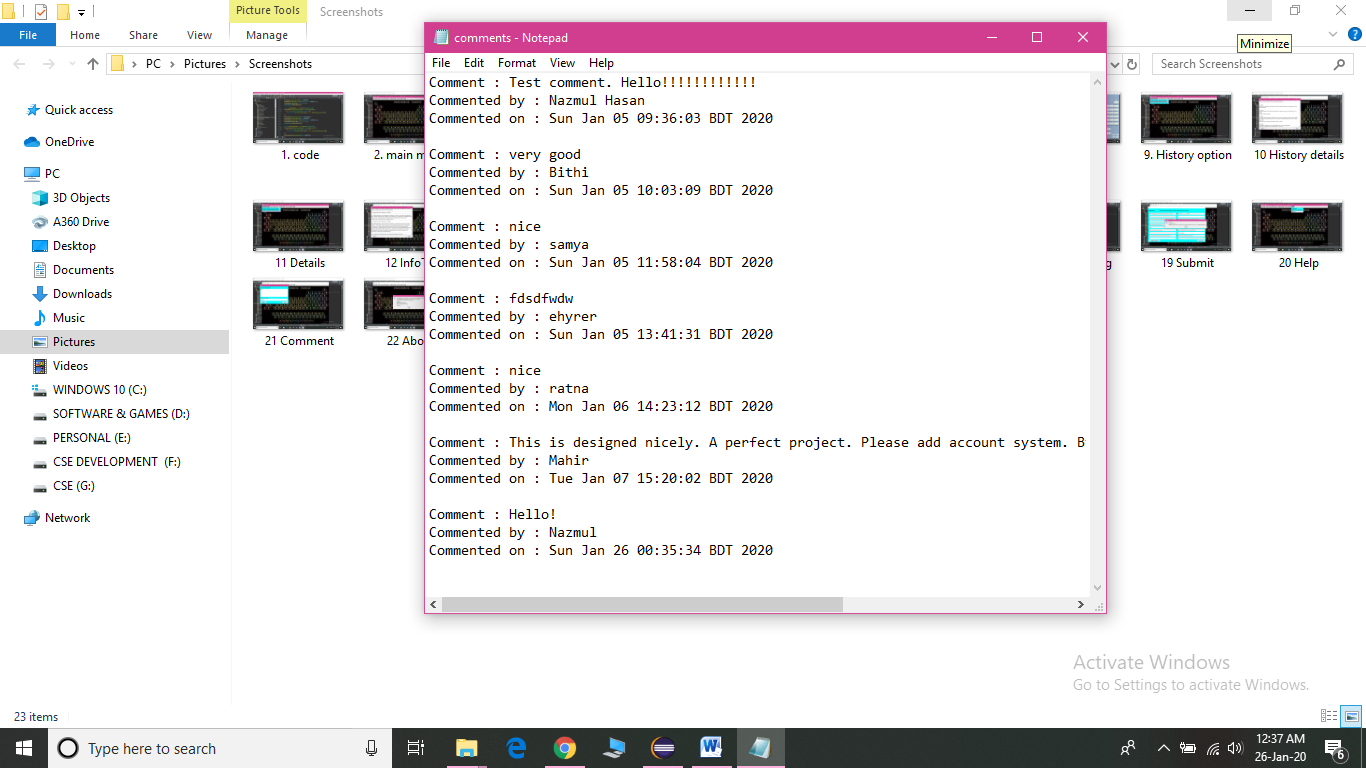 Picture Tools
Screenshots
File
Home
Share
View
Manage
Minimize
PC
Pictures
Screenshots
Search Screenshots
Quick access
OneDrive
PC
3D Objects
A360 Drive
Desktop
Documents
Downloads
Music
Pictures
Videos
WINDOWS 10 (C:)
SOFTWARE & GAMES (D:)
PERSONAL (E:)
CSE DEVELOPMENT (F:)
CSE (G:)
Network
1. code
2. main m
9. History option
10 History details
11 Details
12 Info
19 Submit
20 Help
21 Comment
22 Abo
comments - Notepad
File Edit Format View Help
Comment : Test comment. Hello!!!!!!!!!!!!
Commented by : Nazmul Hasan
Commented on : Sun Jan 05 09:36:03 BDT 2020
Comment : very good
Commented by : Bithi
Commented on : Sun Jan 05 10:03:09 BDT 2020
Comment : nice
Commented by : samya
Commented on : Sun Jan 05 11:58:04 BDT 2020
Comment : fdsdfwdw
Commented by : ehyrer
Commented on : Sun Jan 05 13:41:31 BDT 2020
Comment : nice
Commented by : ratna
Commented on : Mon Jan 06 14:23:12 BDT 2020
Comment : This is designed nicely. A perfect project. Please add account system. B
Commented by : Mahir
Commented on : Tue Jan 07 15:20:02 BDT 2020
Comment : Hello!
Commented by : Nazmul
Commented on : Sun Jan 26 00:35:34 BDT 2020
Activate Windows
Go to Settings to activate Windows.
23 items
Type here to search
12:37 AM
26-Jan-20
6